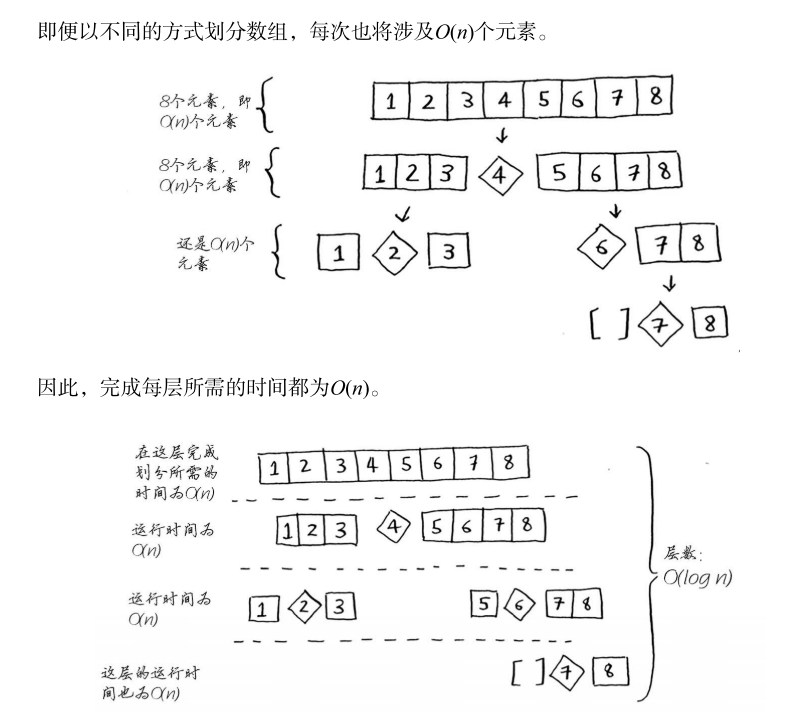 即便以不同的方式划分数组，每次也将涉及O(n)个元素。
8个元素，即
O(n)个元素
1 2 3 4 5 6 7 8
8个元素，即
O(n)个元素
1 2 3 4 5 6 7 8
还是O(n)个
元素
1 2 3 6 7 8
[ ] 7 8
因此，完成每层所需的时间都为O(n)。
在这层完成
划分所需的
时间为O(n)
1 2 3 4 5 6 7 8
运行时间为
O(n)
1 2 3 4 5 6 7 8
层数：
O(log n)
运行时间为
O(n)
1 2 3 5 6 7 8
这层的运行时
间也为O(n)
[ ] 7 8